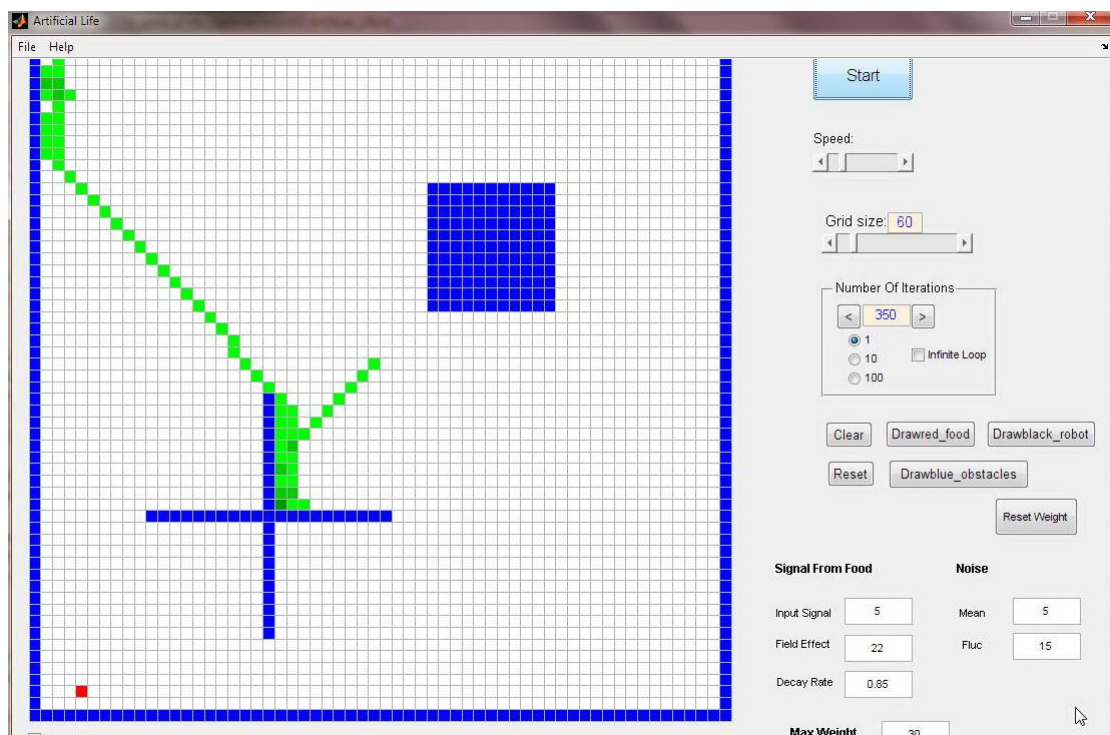 Artificial Life
File Help
Start
Speed:
Grid size: 60
Number Of Iterations
< 350 >
1
10
100
Infinite Loop
Clear
Drawred_food
Drawblack_robot
Reset
Drawblue_obstacles
Reset Weight
Signal From Food
Noise
Input Signal 5
Mean 5
Field Effect 22
Fluc 15
Decay Rate 0.85
Max Weight 30